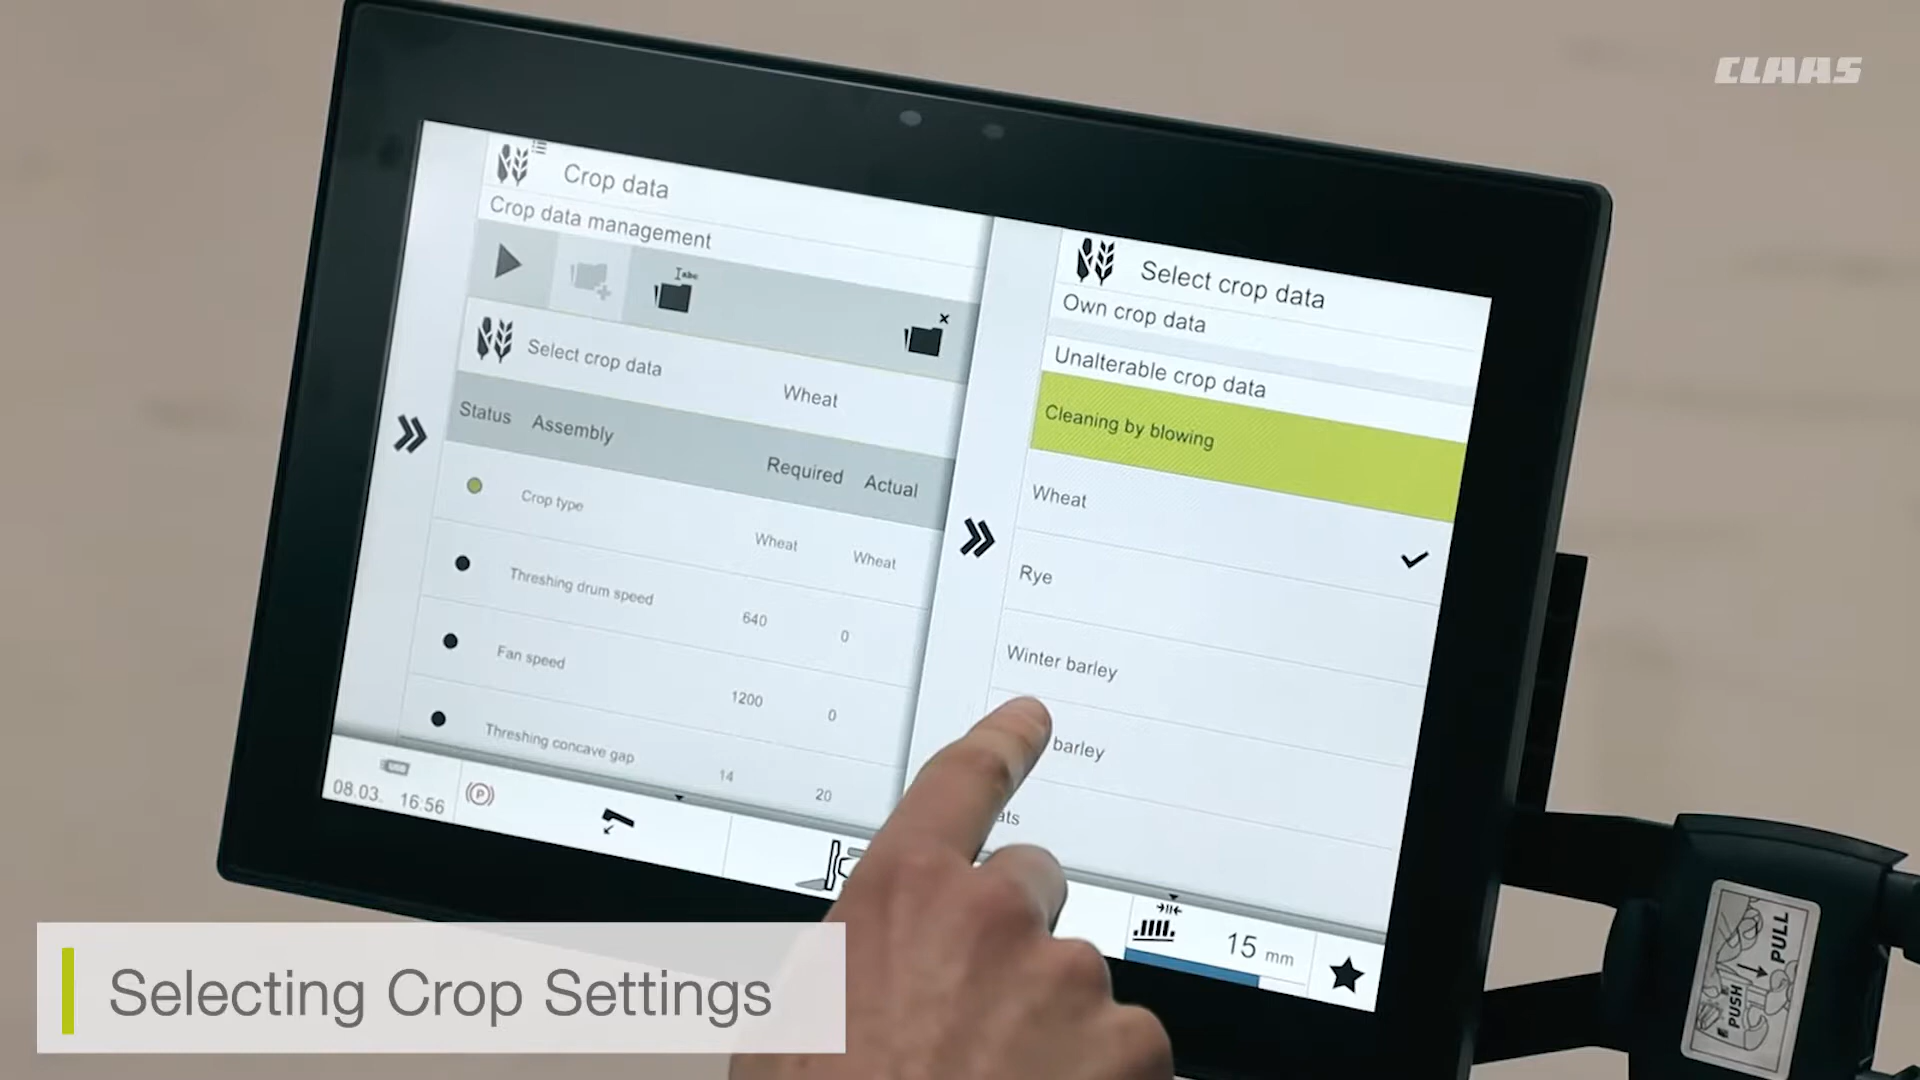 CLAAS
Crop data
Crop data management
Iabc
x
Select crop data
Wheat
Status Assembly Required Actual
Crop type Wheat Wheat
Threshing drum speed 640 0
Fan speed 1200 0
Threshing concave gap 14 20
USB
08.03. 16:56
P
Select crop data
Own crop data
Unalterable crop data
Cleaning by blowing
Wheat
Rye
Winter barley
barley
ats
15 mm
PUSH
PULL
Selecting Crop Settings